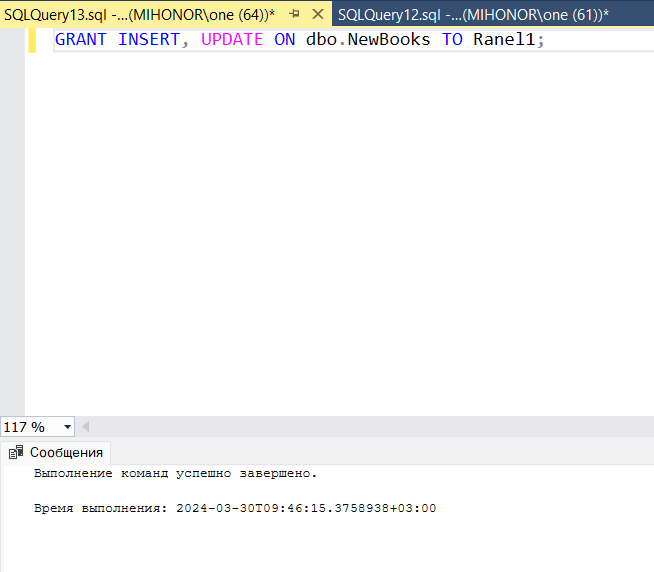 SQLQuery13.sql -...(MIHONOR\one (64))* SQLQuery12.sql -...(MIHONOR\one (61))*
GRANT INSERT, UPDATE ON dbo.NewBooks TO Ranel1;
117 %
Сообщения
Выполнение команд успешно завершено.
Время выполнения: 2024-03-30T09:46:15.3758938+03:00